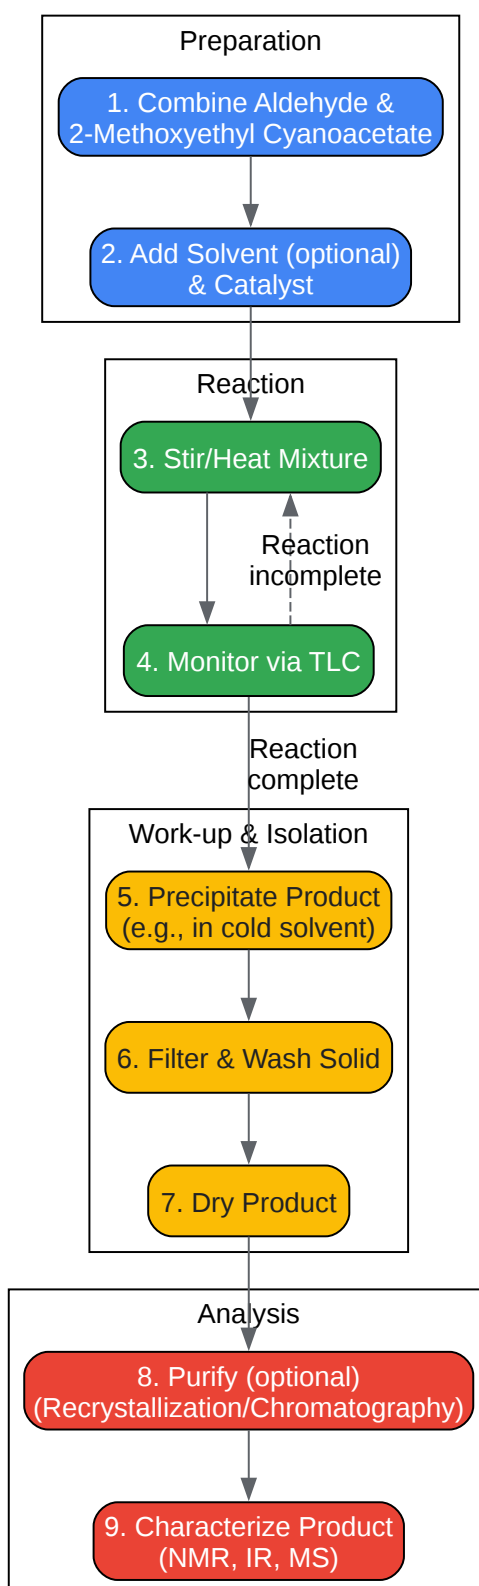 Preparation
1. Combine Aldehyde &
2-Methoxyethyl Cyanoacetate
2. Add Solvent (optional)
& Catalyst
Reaction
3. Stir/Heat Mixture
Reaction
incomplete
4. Monitor via TLC
Reaction
complete
Work-up & Isolation
5. Precipitate Product
(e.g., in cold solvent)
6. Filter & Wash Solid
7. Dry Product
Analysis
8. Purify (optional)
(Recrystallization/Chromatography)
9. Characterize Product
(NMR, IR, MS)